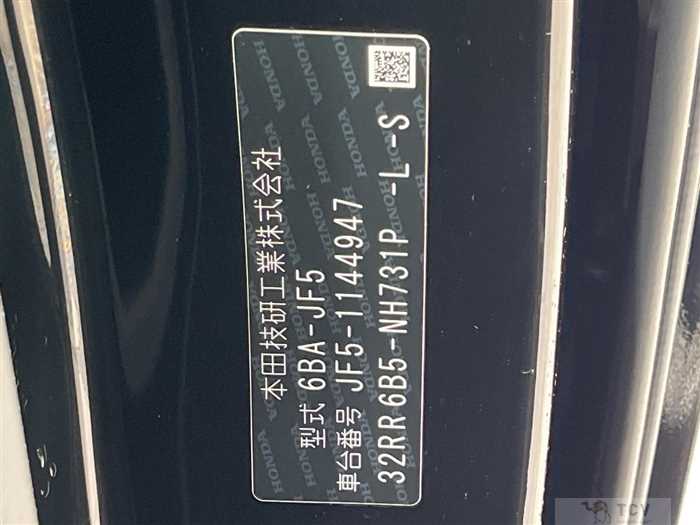 本田技研工業株式会社
型式 6BA-JF5
車台番号 JF5-1144947
32RR6B5-NH731P -L -S
TCV